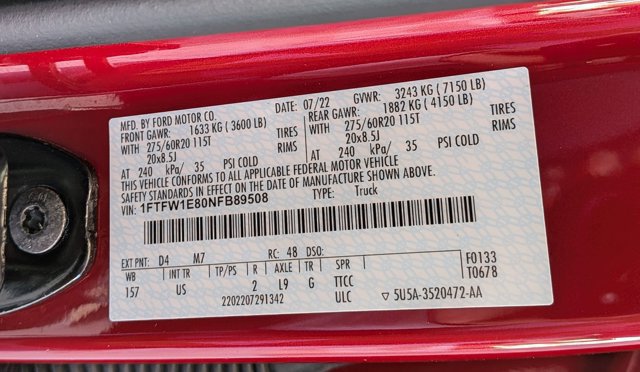 MFD. BY FORD MOTOR CO.
DATE: 07/22 GVWR: 3243 KG ( 7150 LB)
FRONT GAWR: 1633 KG ( 3600 LB) REAR GAWR: 1882 KG ( 4150 LB)
WITH 275/60R20 115T TIRES WITH 275/60R20 115T TIRES
20x8.5J RIMS 20x8.5J RIMS
AT 240 kPa/ 35 PSI COLD AT 240 kPa/ 35 PSI COLD
THIS VEHICLE CONFORMS TO ALL APPLICABLE FEDERAL MOTOR VEHICLE
SAFETY STANDARDS IN EFFECT ON THE DATE OF MANUFACTURE SHOWN ABOVE.
VIN: 1FTFW1E80NFB89508 TYPE: Truck
EXT PNT: D4 M7 RC: 48 DSO: F0133
WB INT TR TP/PS R AXLE TR SPR T0678
157 US 2 L9 G TTCC
2202207291342 ULC ▽ 5U5A-3520472-AA